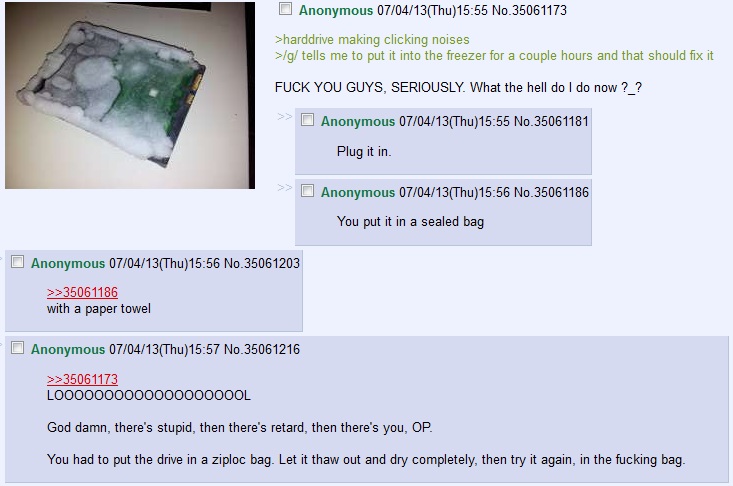 Anonymous 07/04/13(Thu)15:55 No.35061173
>harddrive making clicking noises
>/g/ tells me to put it into the freezer for a couple hours and that should fix it
FUCK YOU GUYS, SERIOUSLY. What the hell do I do now ?_?
>> Anonymous 07/04/13(Thu)15:55 No.35061181
Plug it in.
>> Anonymous 07/04/13(Thu)15:56 No.35061186
You put it in a sealed bag
Anonymous 07/04/13(Thu)15:56 No.35061203
>>35061186
with a paper towel
Anonymous 07/04/13(Thu)15:57 No.35061216
>>35061173
LOOOOOOOOOOOOOOOOOOOL
God damn, there's stupid, then there's retard, then there's you, OP.
You had to put the drive in a ziploc bag. Let it thaw out and dry completely, then try it again, in the fucking bag.